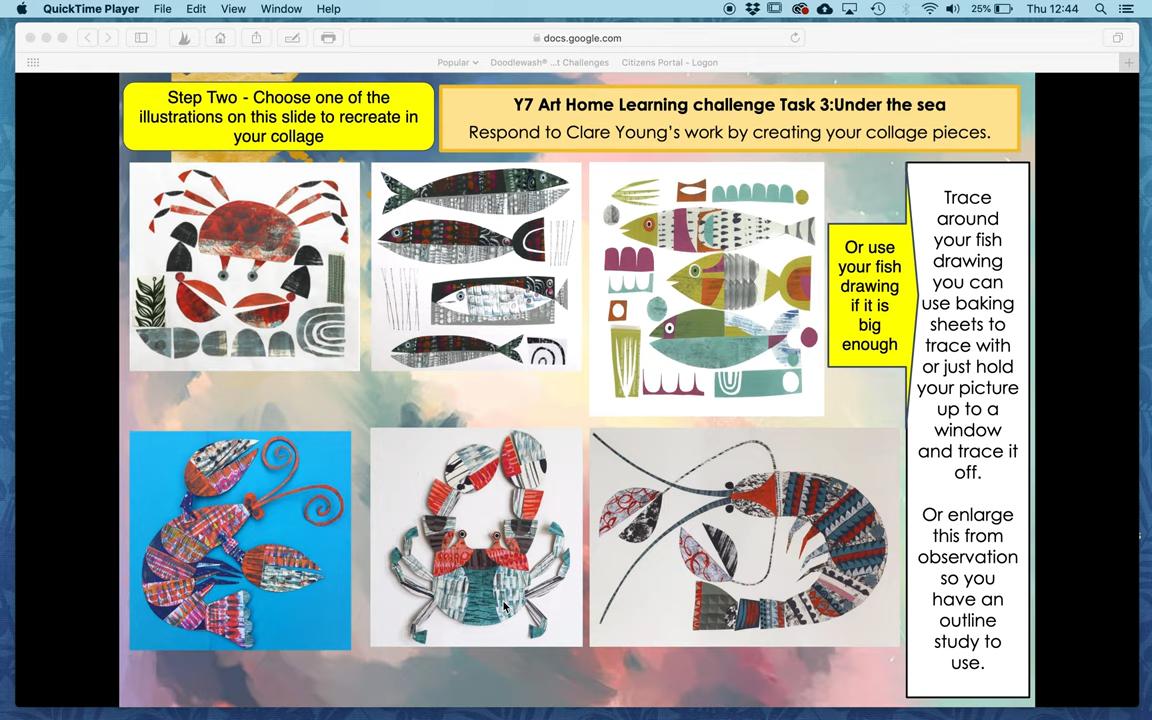 QuickTime Player File Edit View Window Help
25% Thu 12:44
docs.google.com
Popular Doodlewash® ...t Challenges Citizens Portal - Logon
Step Two - Choose one of the
illustrations on this slide to recreate in
your collage
Y7 Art Home Learning challenge Task 3:Under the sea
Respond to Clare Young's work by creating your collage pieces.
Or use
your fish
drawing
if it is
big
enough
Trace
around
your fish
drawing
you can
use baking
sheets to
trace with
or just hold
your picture
up to a
window
and trace it
off.
Or enlarge
this from
observation
so you
have an
outline
study to
use.